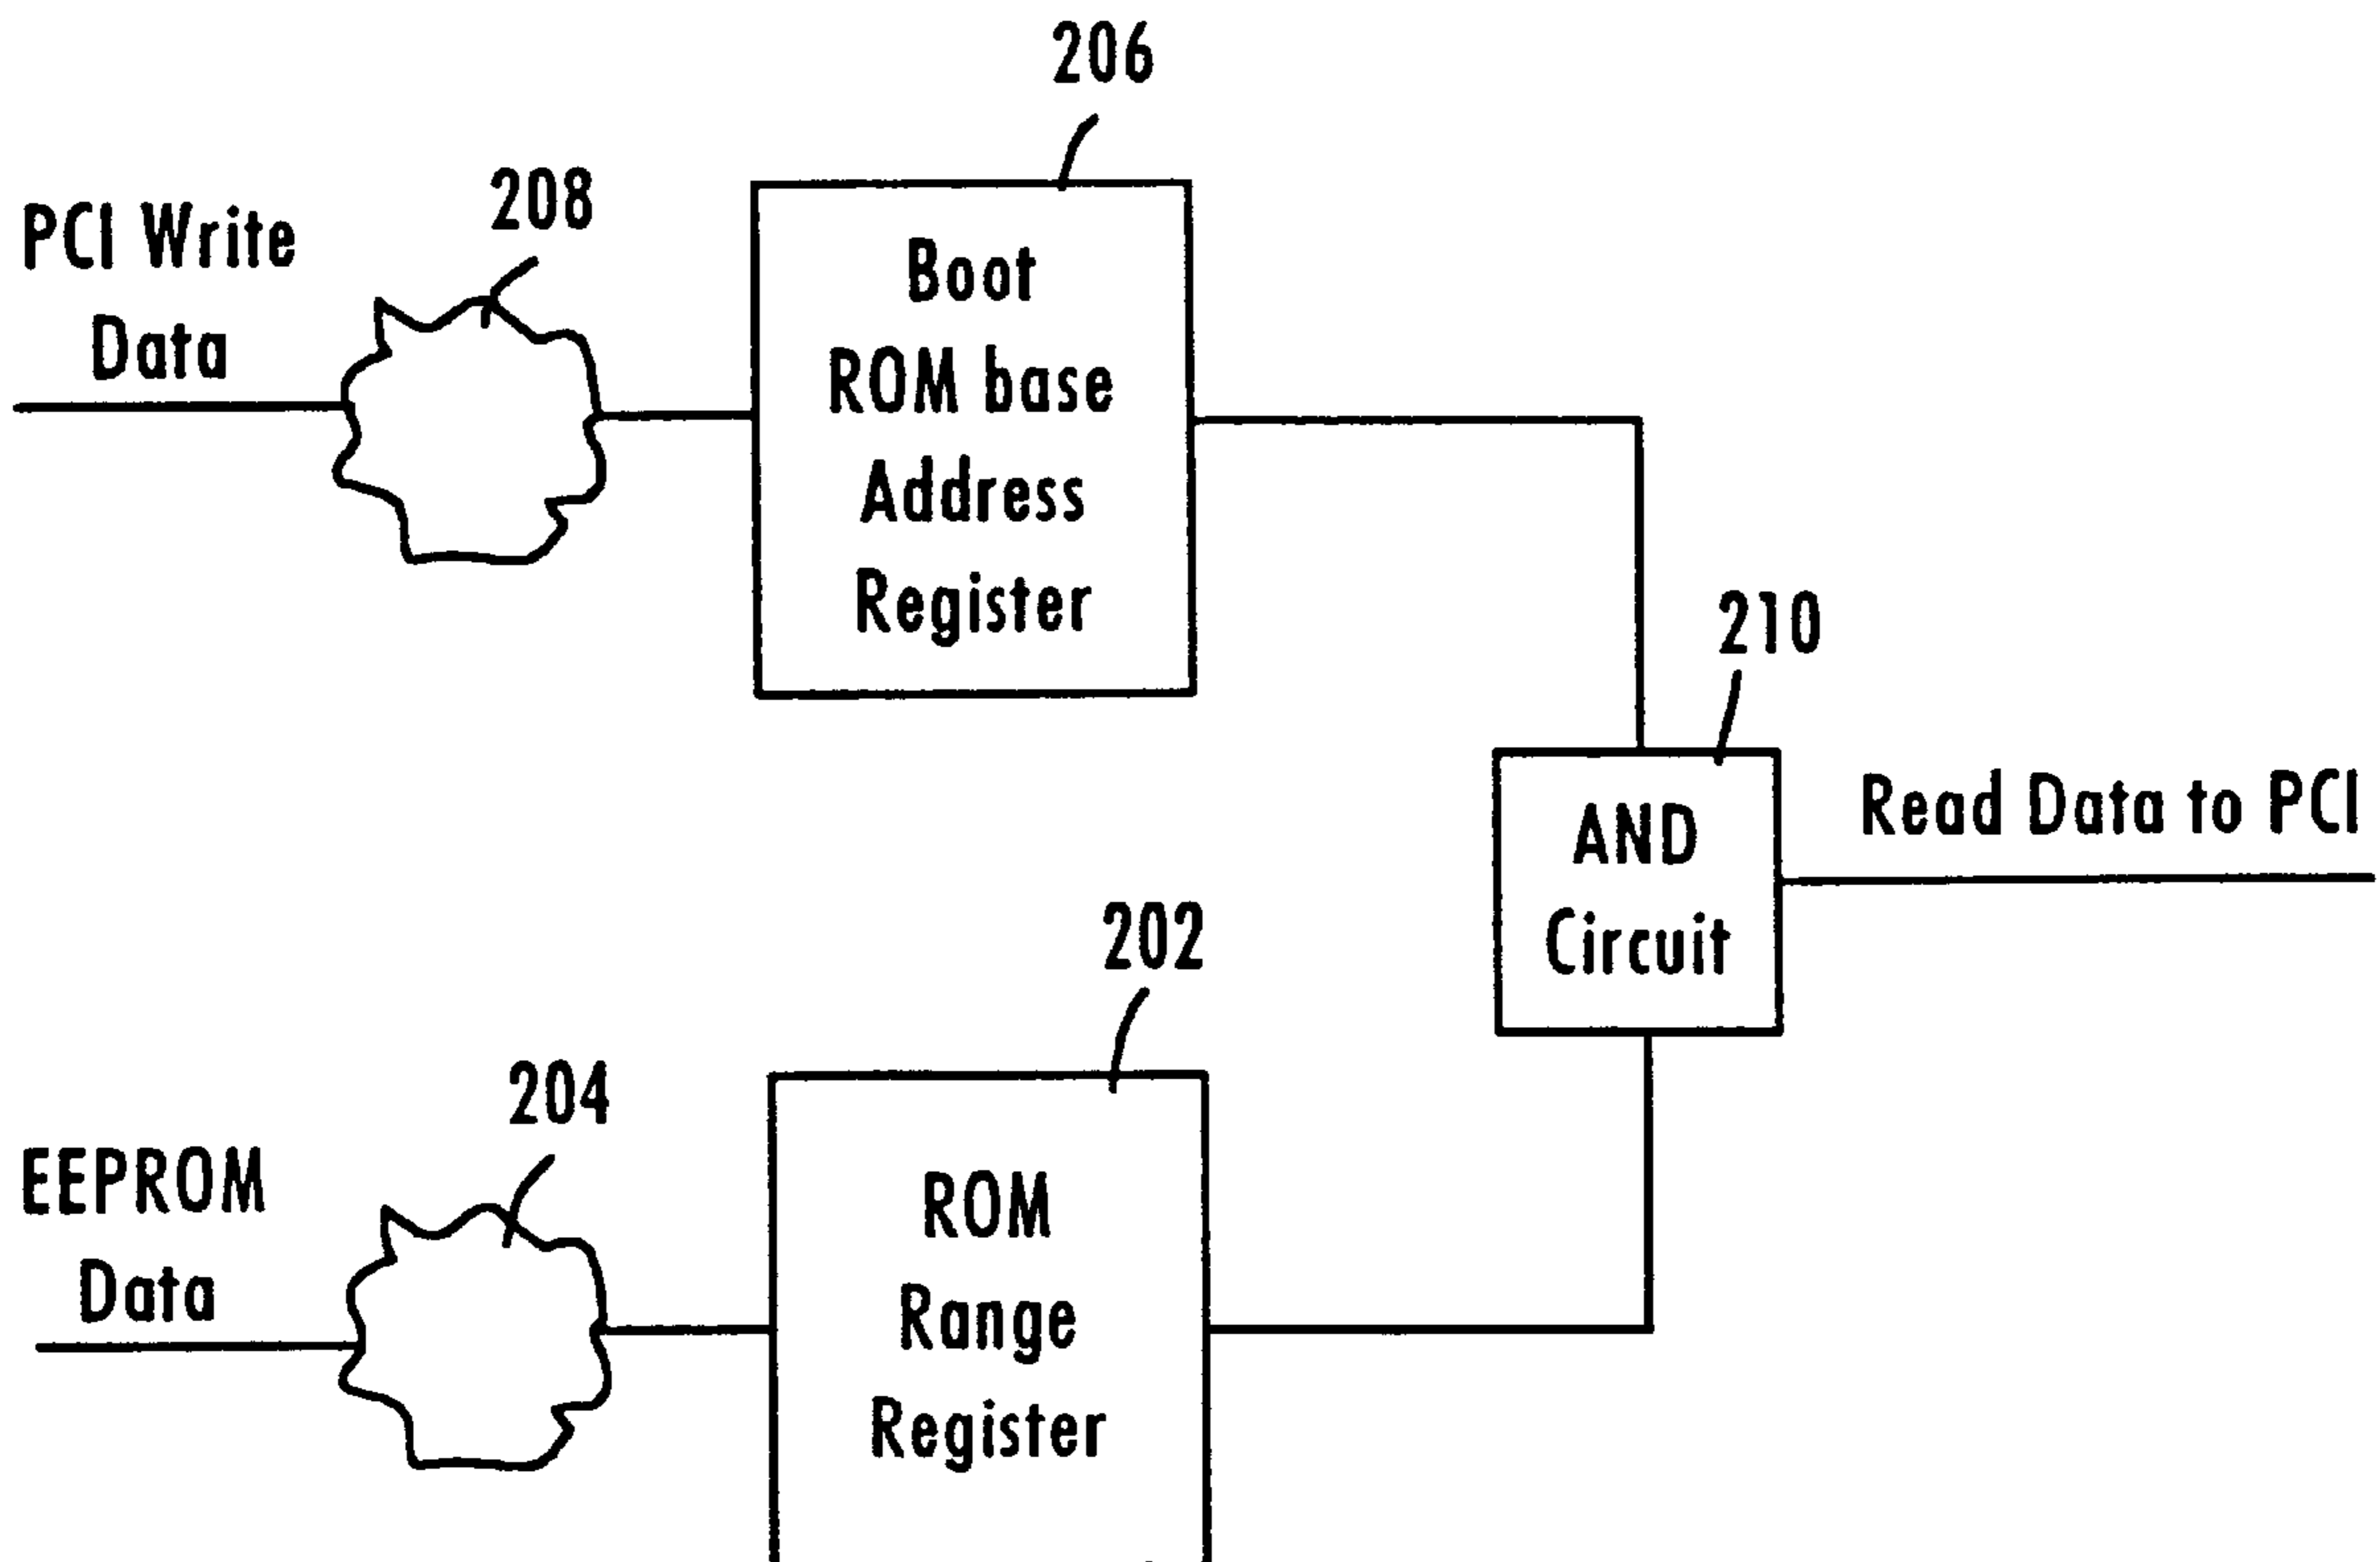 206
208
PCI Write
Data
Boot
ROM base
Address
Register
210
AND
Circuit
Read Data to PCI
202
204
EEPROM
Data
ROM
Range
Register